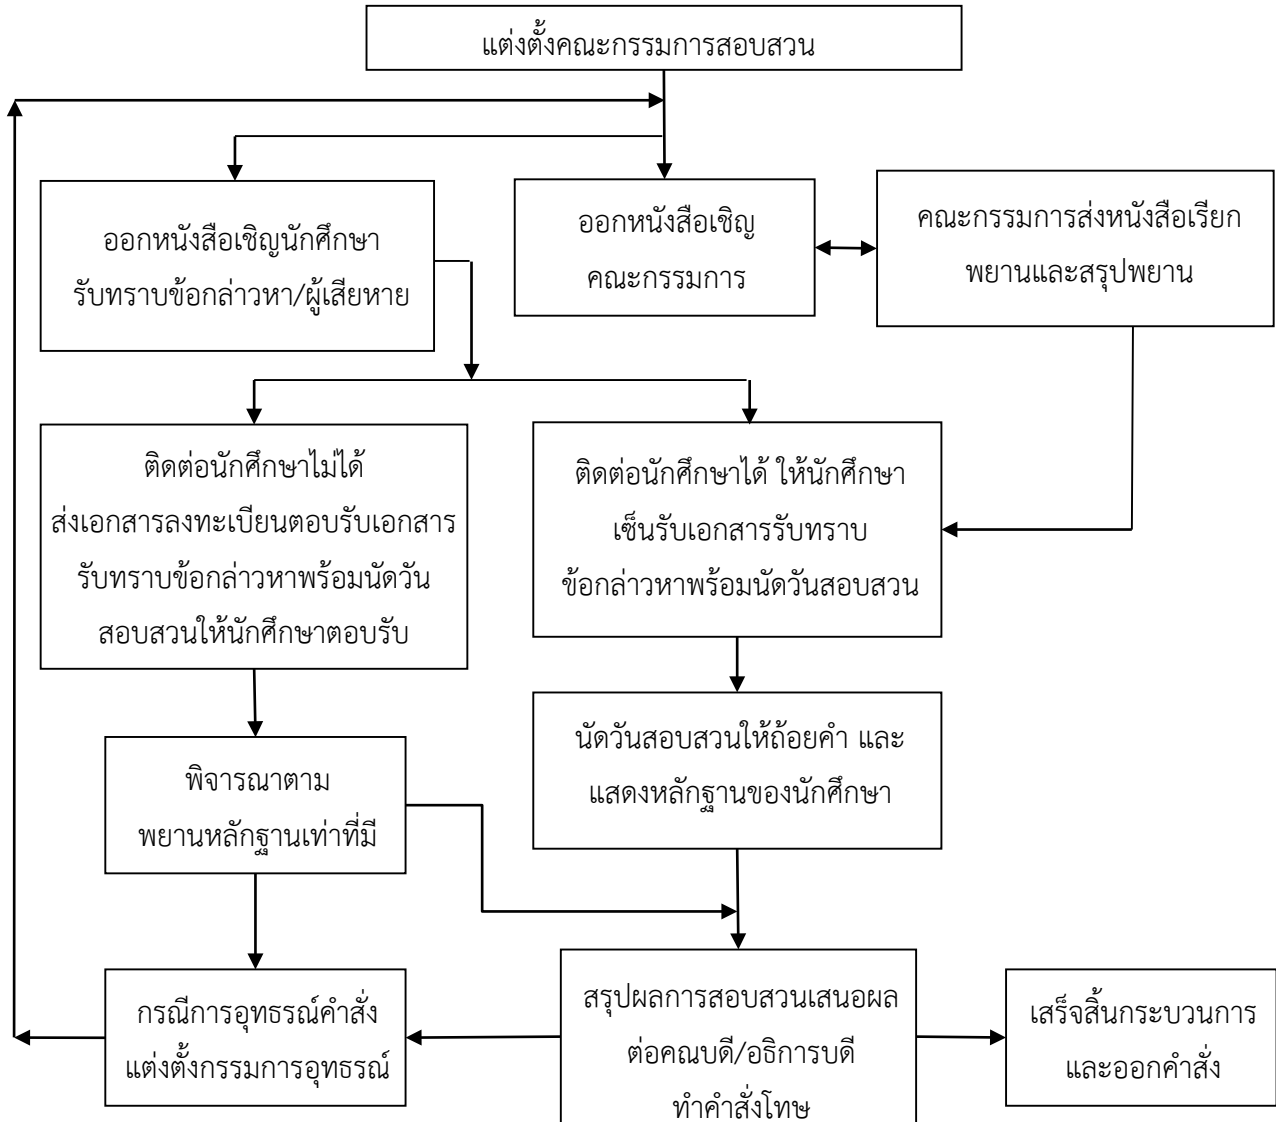 แต่งตั้งคณะกรรมการสอบสวน
ออกหนังสือเชิญนักศึกษา
รับทราบข้อกล่าวหา/ผู้เสียหาย
ออกหนังสือเชิญ
คณะกรรมการ
คณะกรรมการส่งหนังสือเรียก
พยานและสรุปพยาน
ติดต่อนักศึกษาไม่ได้
ส่งเอกสารลงทะเบียนตอบรับเอกสาร
รับทราบข้อกล่าวหาพร้อมนัดวัน
สอบสวนให้นักศึกษาตอบรับ
ติดต่อนักศึกษาได้ ให้นักศึกษา
เซ็นรับเอกสารรับทราบ
ข้อกล่าวหาพร้อมนัดวันสอบสวน
นัดวันสอบสวนให้ถ้อยคำ และ
แสดงหลักฐานของนักศึกษา
พิจารณาตาม
พยานหลักฐานเท่าที่มี
กรณีการอุทธรณ์คำสั่ง
แต่งตั้งกรรมการอุทธรณ์
สรุปผลการสอบสวนเสนอผล
ต่อคณบดี/อธิการบดี
ทำคำสั่งโทษ
เสร็จสิ้นกระบวนการ
และออกคำสั่ง